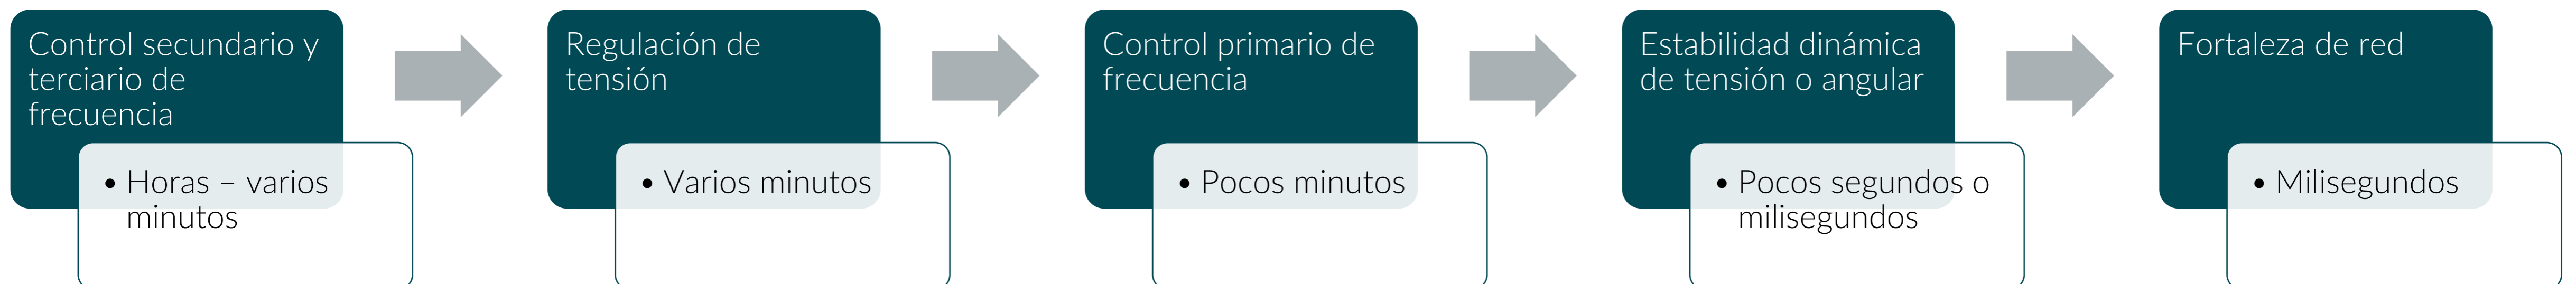 Control secundario y
terciario de
frecuencia
• Horas – varios
minutos
Regulación de
tensión
• Varios minutos
Control primario de
frecuencia
• Pocos minutos
Estabilidad dinámica
de tensión o angular
• Pocos segundos o
milisegundos
Fortaleza de red
• Milisegundos